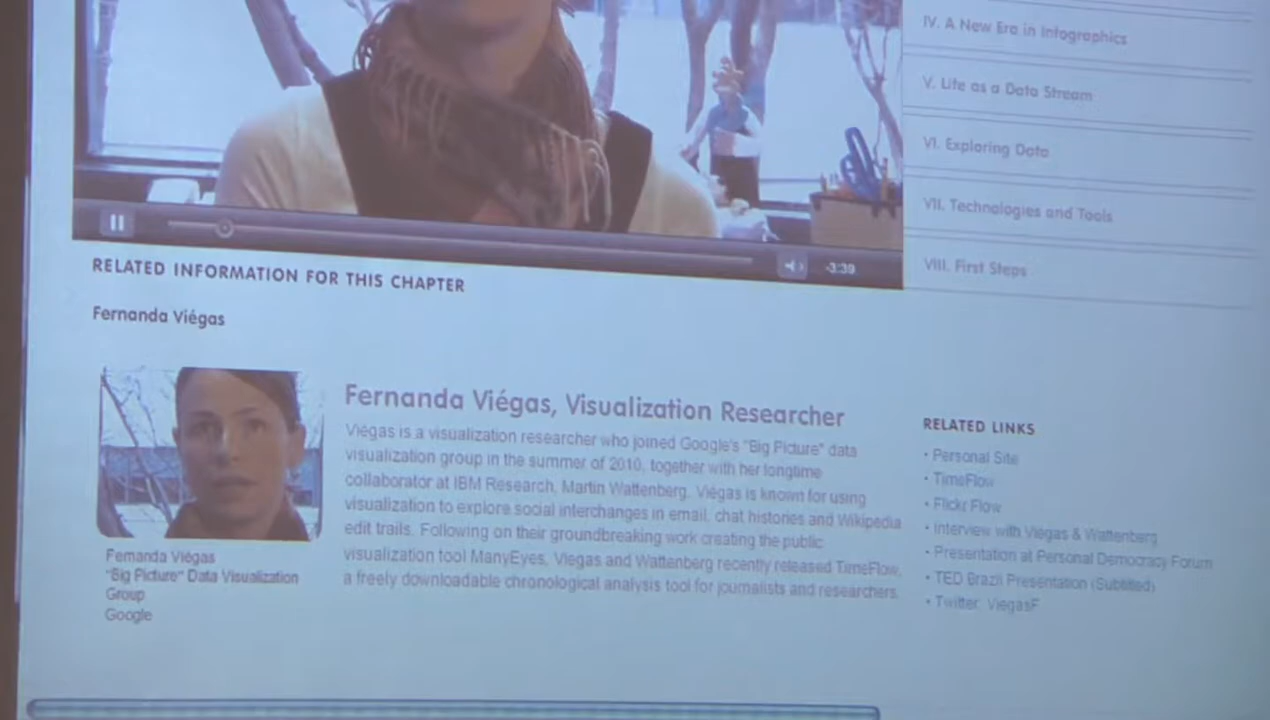 IV. A New Era in Infographics
V. Life as a Data Stream
VI. Exploring Data
VII. Technologies and Tools
VIII. First Steps
-3:39
RELATED INFORMATION FOR THIS CHAPTER
Fernanda Viégas
Fernanda Viégas, Visualization Researcher
Viégas is a visualization researcher who joined Google's "Big Picture" data
visualization group in the summer of 2010, together with her longtime
collaborator at IBM Research, Martin Wattenberg. Viégas is known for using
visualization to explore social interchanges in email, chat histories and Wikipedia
edit trails. Following on their groundbreaking work creating the public
visualization tool ManyEyes, Viegas and Wattenberg recently released TimeFlow,
a freely downloadable chronological analysis tool for journalists and researchers.
Fernanda Viégas
"Big Picture" Data Visualization
Group
Google
RELATED LINKS
• Personal Site
• TimeFlow
• Flickr Flow
• Interview with Viégas & Wattenberg
• Presentation at Personal Democracy Forum
• TED Brazil Presentation (Subtitled)
• Twitter: ViegasF